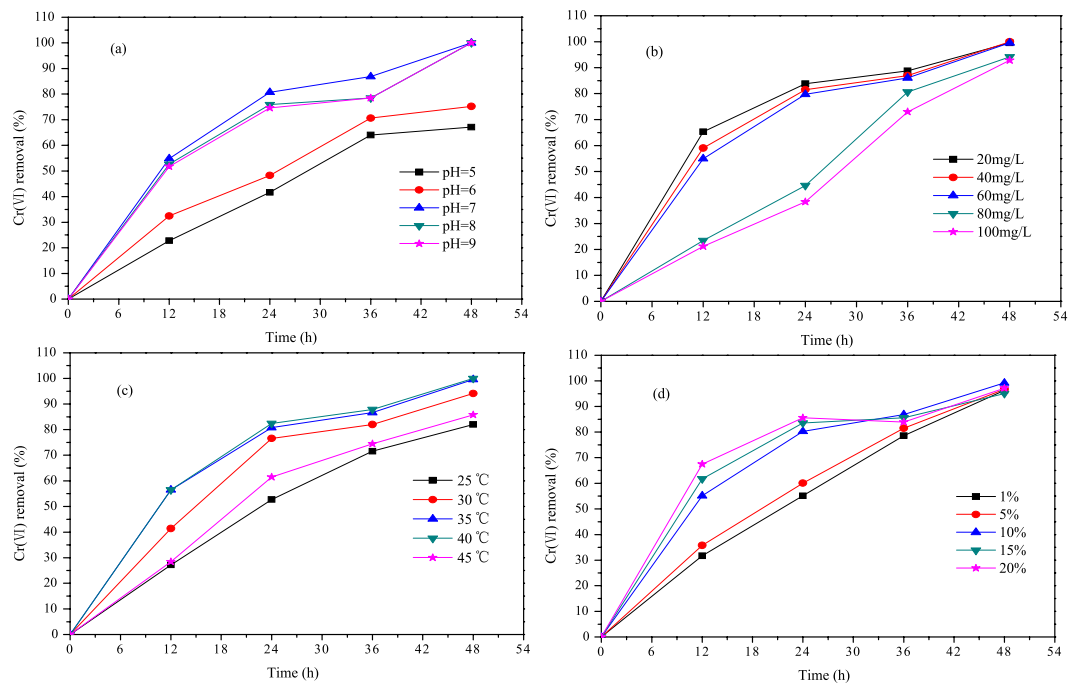 (a)
Cr(VI) removal (%)
110
100
90
80
70
60
50
40
30
20
10
0
pH=5
pH=6
pH=7
pH=8
pH=9
0 6 12 18 24 30 36 42 48 54
Time (h)
(b)
Cr(VI) removal (%)
110
100
90
80
70
60
50
40
30
20
10
0
20mg/L
40mg/L
60mg/L
80mg/L
100mg/L
0 6 12 18 24 30 36 42 48 54
Time (h)
(c)
Cr(VI) removal (%)
110
100
90
80
70
60
50
40
30
20
10
0
25℃
30℃
35℃
40℃
45℃
0 6 12 18 24 30 36 42 48 54
Time (h)
(d)
Cr(VI) removal (%)
110
100
90
80
70
60
50
40
30
20
10
0
1%
5%
10%
15%
20%
0 6 12 18 24 30 36 42 48 54
Time (h)